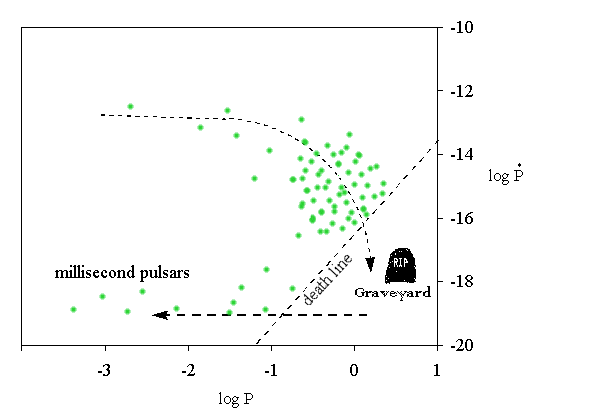 -10
-12
-14
log Ṗ
-16
RIP
millisecond pulsars
death line
-18
Graveyard
-20
-3
-2
-1
0
1
log P